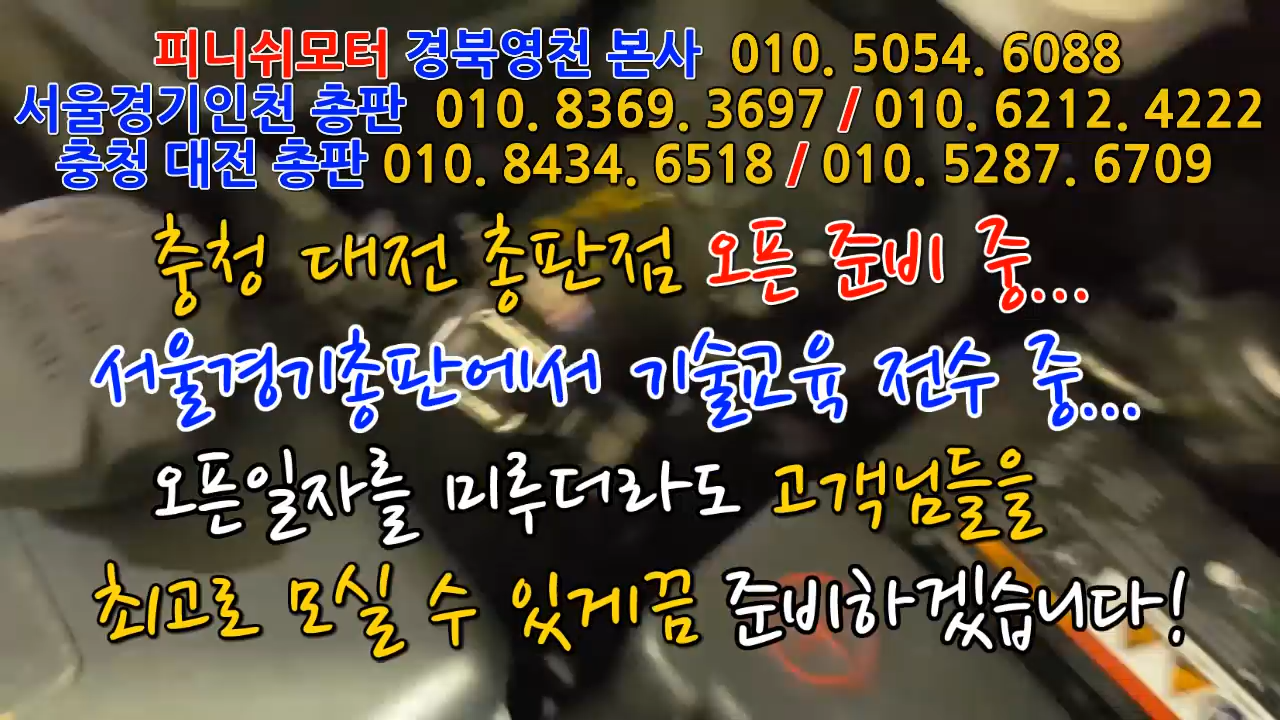 피니쉬모터 경북영천 본사 010. 5054. 6088
서울경기인천 총판 010. 8369. 3697 / 010. 6212. 4222
충청 대전 총판 010. 8434. 6518 / 010. 5287. 6709
충청 대전 총판점 오픈 준비 중...
서울경기총판에서 기술교육 전수 중...
오픈일자를 미루더라도 고객님들을
최고로 모실 수 있게끔 준비하겠습니다!